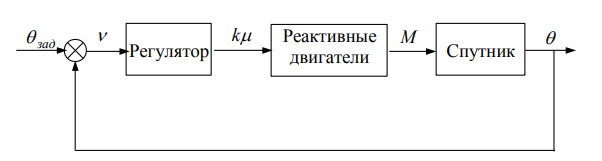 θзад
ν
Регулятор
kμ
Реактивные
двигатели
M
Спутник
θ